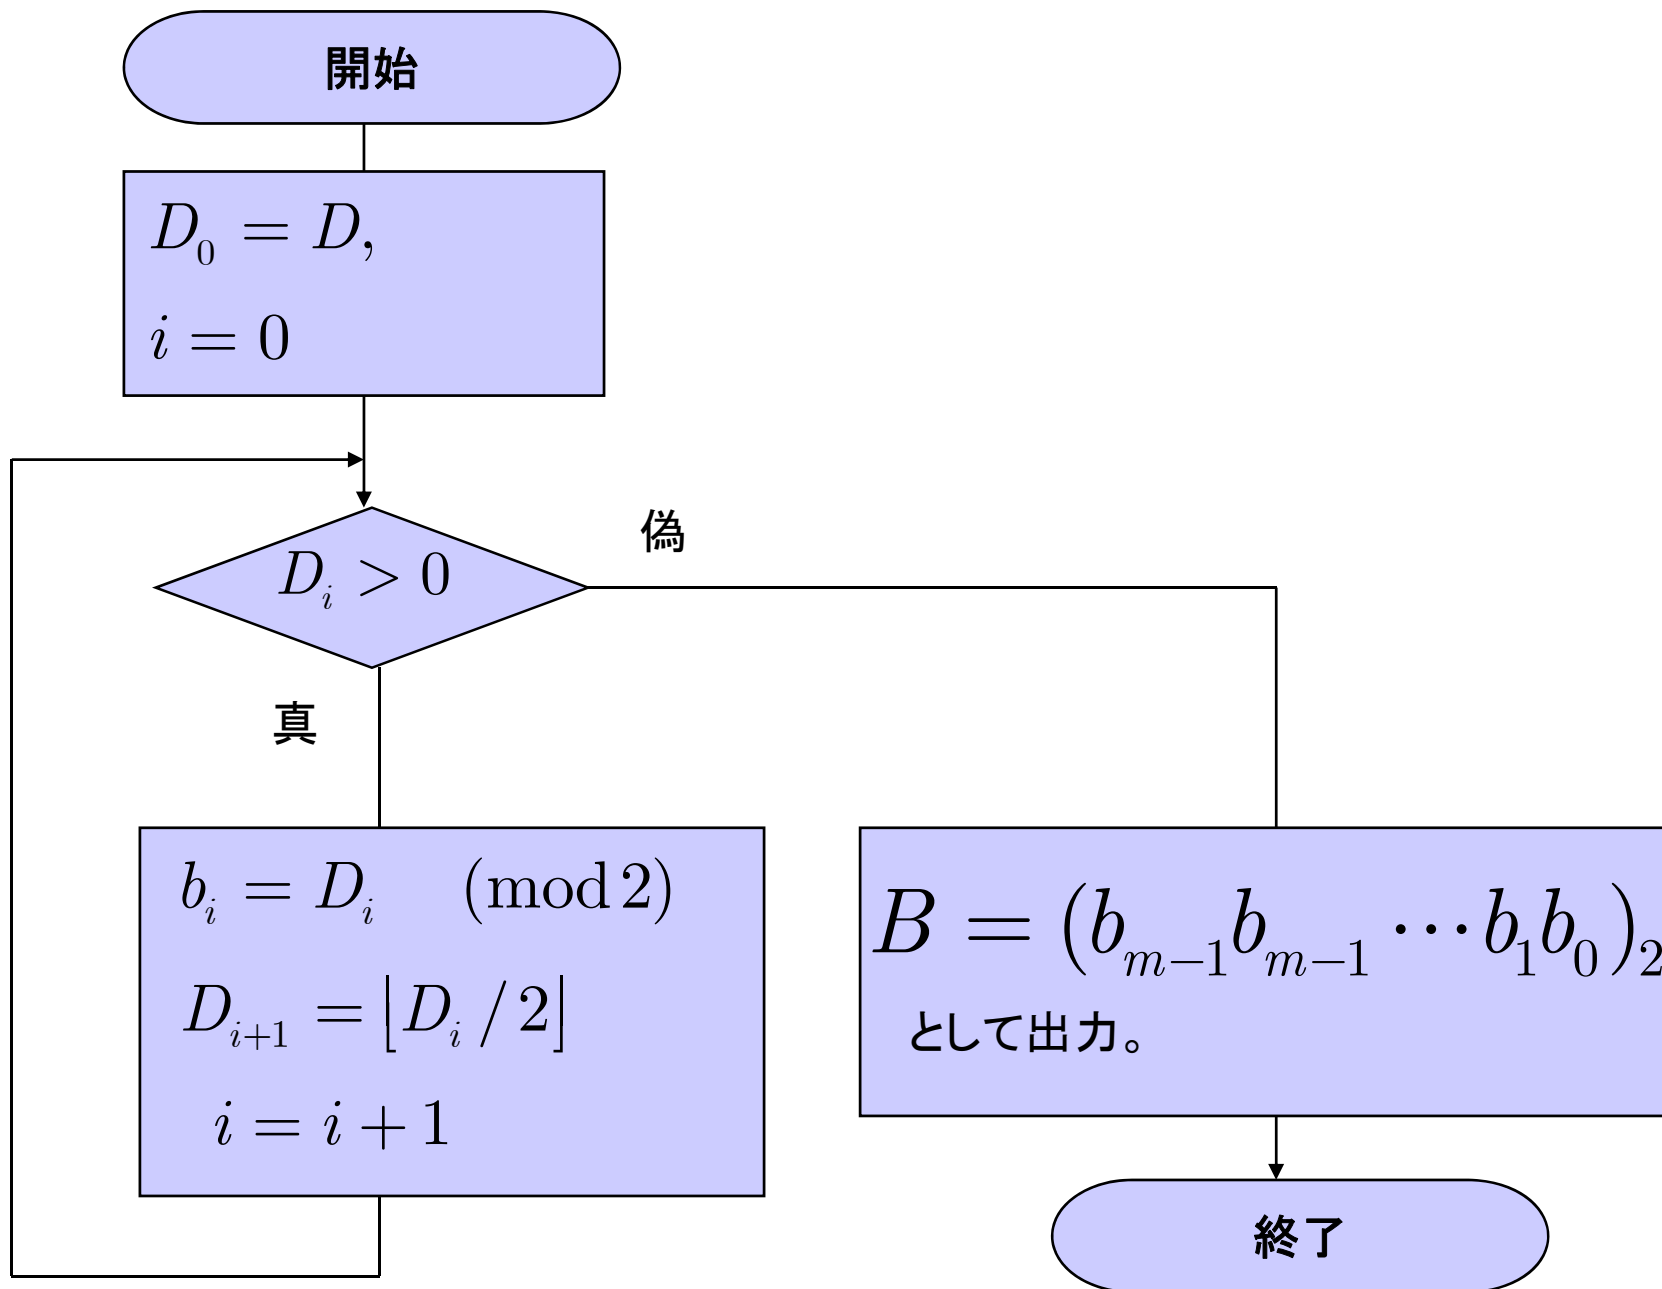 開始
D₀ = D,
i = 0
Dᵢ > 0
偽
真
bᵢ = Dᵢ (mod 2)
Dᵢ₊₁ = ⌊Dᵢ / 2⌋
i = i + 1
B = (bₘ₋₁bₘ₋₁ ⋯ b₁b₀)₂
として出力。
終了